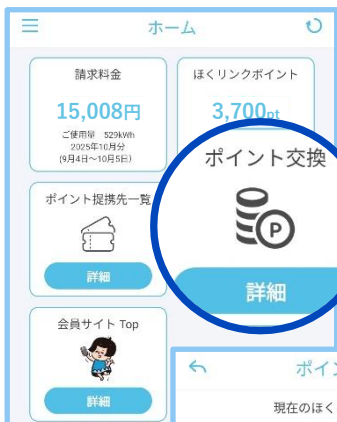 ホーム
請求料金
15,008円
ご使用量 529kWh
2025年10月分
(9月4日～10月5日)
ほくリンクポイント
3,700pt
ポイント提携先一覧
詳細
ポイント交換
P
詳細
会員サイト Top
詳細
ポイ
現在のほく